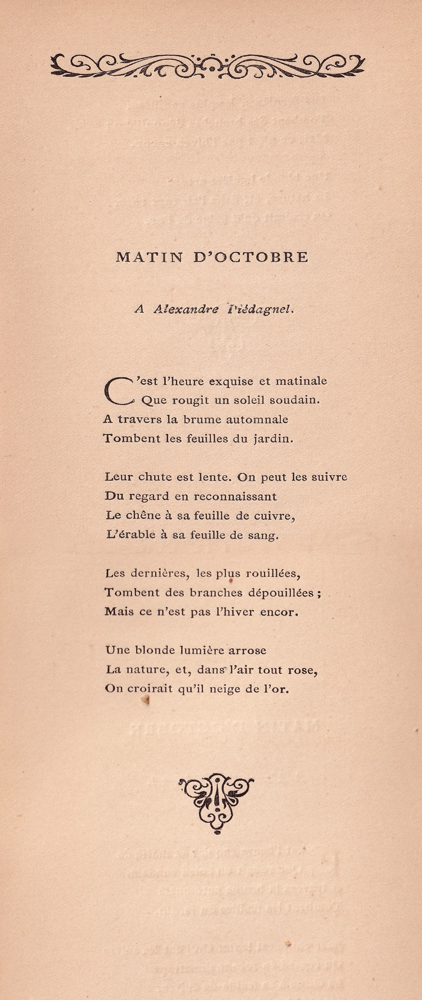 MATIN D'OCTOBRE
A Alexandre Piédagnel.
C'est l'heure exquise et matinale
Que rougit un soleil soudain.
A travers la brume automnale
Tombent les feuilles du jardin.
Leur chute est lente. On peut les suivre
Du regard en reconnaissant
Le chêne à sa feuille de cuivre,
L'érable à sa feuille de sang.
Les dernières, les plus rouillées,
Tombent des branches dépouillées ;
Mais ce n'est pas l'hiver encor.
Une blonde lumière arrose
La nature, et, dans l'air tout rose,
On croirait qu'il neige de l'or.